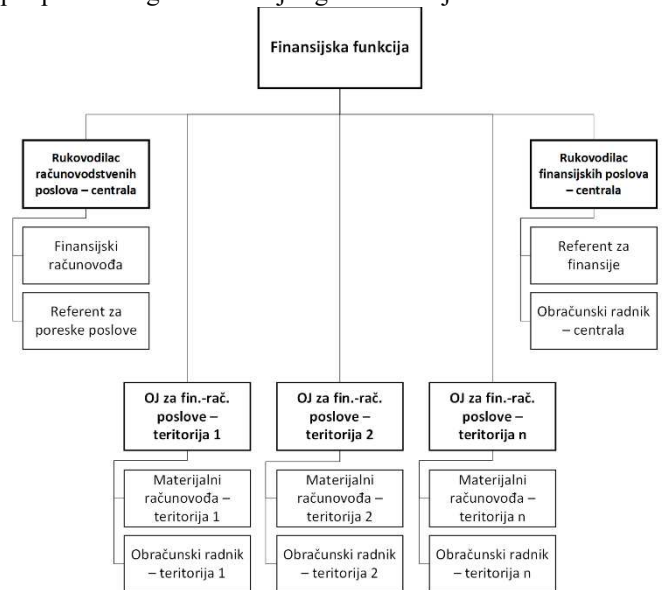 Finansijska funkcija
Rukovodilac
računovodstvenih
poslova – centrala
Finansijski
računovođa
Referent za
poreske poslove
Rukovodilac
finansijskih poslova
– centrala
Referent za
finansije
Obračunski radnik
– centrala
OJ za fin.-rač.
poslove –
teritorija 1
Materijalni
računovođa –
teritorija 1
Obračunski radnik
– teritorija 1
OJ za fin.-rač.
poslove –
teritorija 2
Materijalni
računovođa –
teritorija 2
Obračunski radnik
– teritorija 2
OJ za fin.-rač.
poslove –
teritorija n
Materijalni
računovođa –
teritorija n
Obračunski radnik
– teritorija n